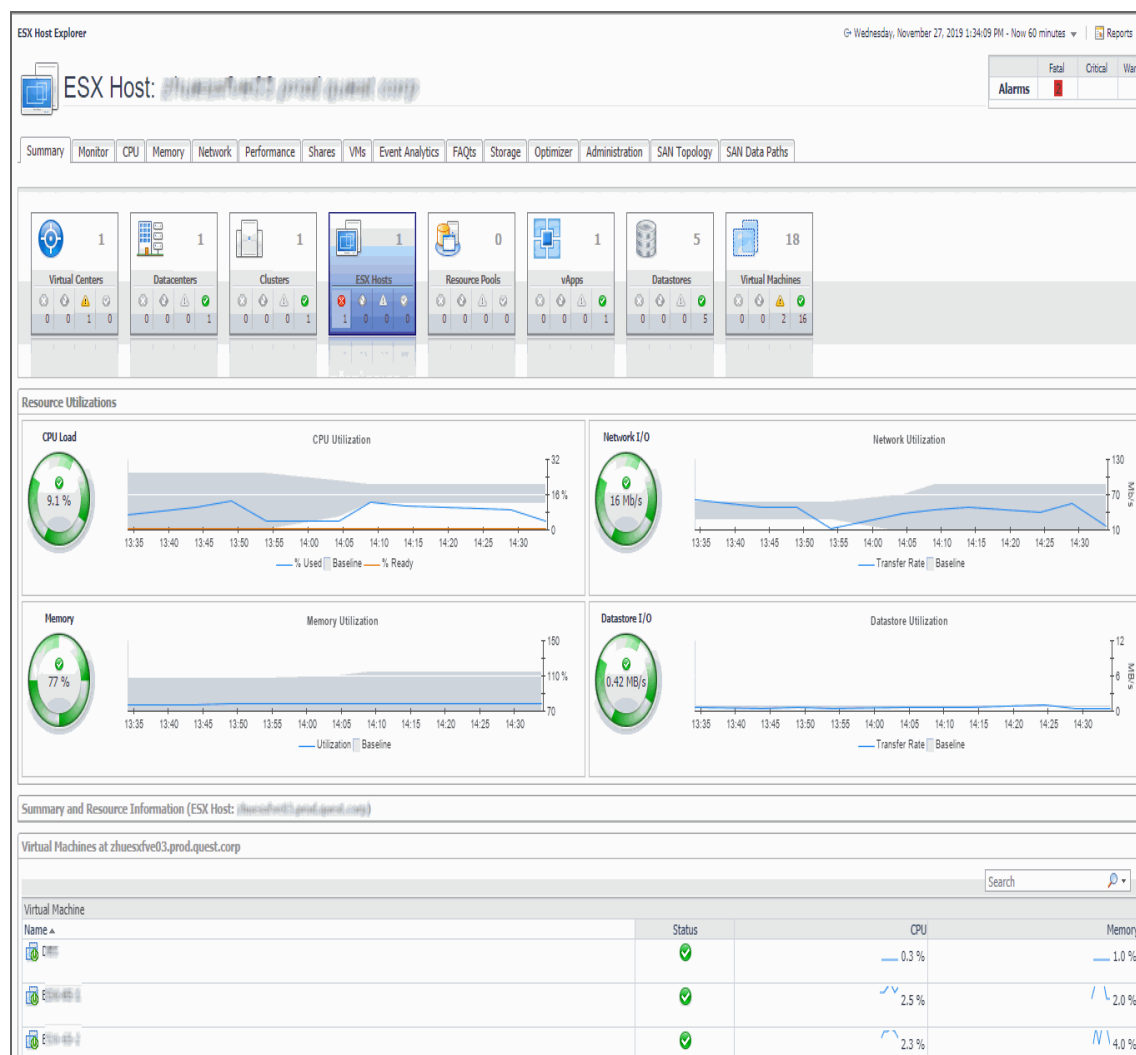 ESX Host Explorer
Wednesday, November 27, 2019 1:34:09 PM - Now 60 minutes
Reports
ESX Host:
Fatal Critical War
Alarms 2
Summary Monitor CPU Memory Network Performance Shares VMs Event Analytics FAQts Storage Optimizer Administration SAN Topology SAN Data Paths
1 1 1 1 0 1 5 18
Virtual Centers Datacenters Clusters ESX Hosts Resource Pools vApps Datastores Virtual Machines
0 0 1 0 0 0 0 1 0 0 0 1 1 0 0 0 0 0 0 0 0 0 0 1 0 0 0 5 0 0 2 16
Resource Utilizations
CPU Load
CPU Utilization
9.1 %
32
16 %
0
13:35 13:40 13:45 13:50 13:55 14:00 14:05 14:10 14:15 14:20 14:25 14:30
% Used Baseline % Ready
Network I/O
Network Utilization
16 Mb/s
130
70
10
Mb/s
13:35 13:40 13:45 13:50 13:55 14:00 14:05 14:10 14:15 14:20 14:25 14:30
Transfer Rate Baseline
Memory
Memory Utilization
77 %
150
110 %
70
13:35 13:40 13:45 13:50 13:55 14:00 14:05 14:10 14:15 14:20 14:25 14:30
Utilization Baseline
Datastore I/O
Datastore Utilization
0.42 MB/s
12
6
0
MB/s
13:35 13:40 13:45 13:50 13:55 14:00 14:05 14:10 14:15 14:20 14:25 14:30
Transfer Rate Baseline
Summary and Resource Information (ESX Host: )
Virtual Machines at zhuesxfve03.prod.quest.corp
Search
Virtual Machine
Name Status CPU Memory
0.3 % 1.0 %
2.5 % 2.0 %
2.3 % 4.0 %